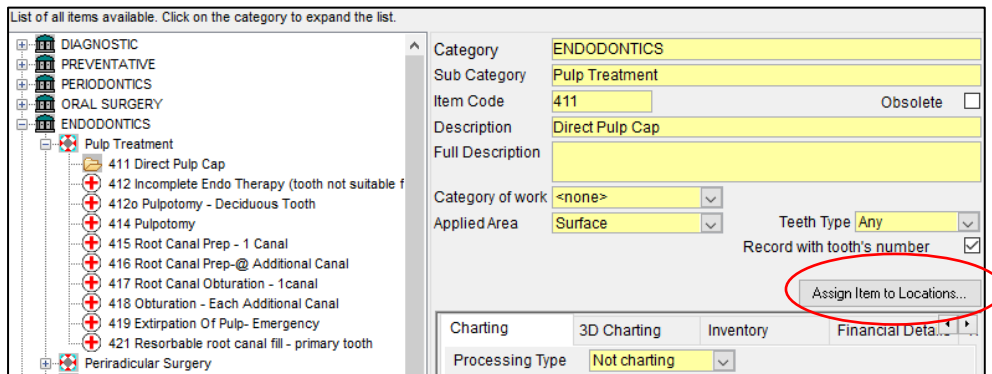 List of all items available. Click on the category to expand the list.
DIAGNOSTIC
PREVENTATIVE
PERIODONTICS
ORAL SURGERY
ENDODONTICS
Pulp Treatment
411 Direct Pulp Cap
412 Incomplete Endo Therapy (tooth not suitable f
412o Pulpotomy - Deciduous Tooth
414 Pulpotomy
415 Root Canal Prep - 1 Canal
416 Root Canal Prep-@ Additional Canal
417 Root Canal Obturation - 1canal
418 Obturation - Each Additional Canal
419 Extirpation Of Pulp- Emergency
421 Resorbable root canal fill - primary tooth
Periradicular Surgery
Category ENDODONTICS
Sub Category Pulp Treatment
Item Code 411 Obsolete
Description Direct Pulp Cap
Full Description
Category of work <none>
Applied Area Surface Teeth Type Any
Record with tooth's number
Assign Item to Locations...
Charting 3D Charting Inventory Financial Deta...
Processing Type Not charting